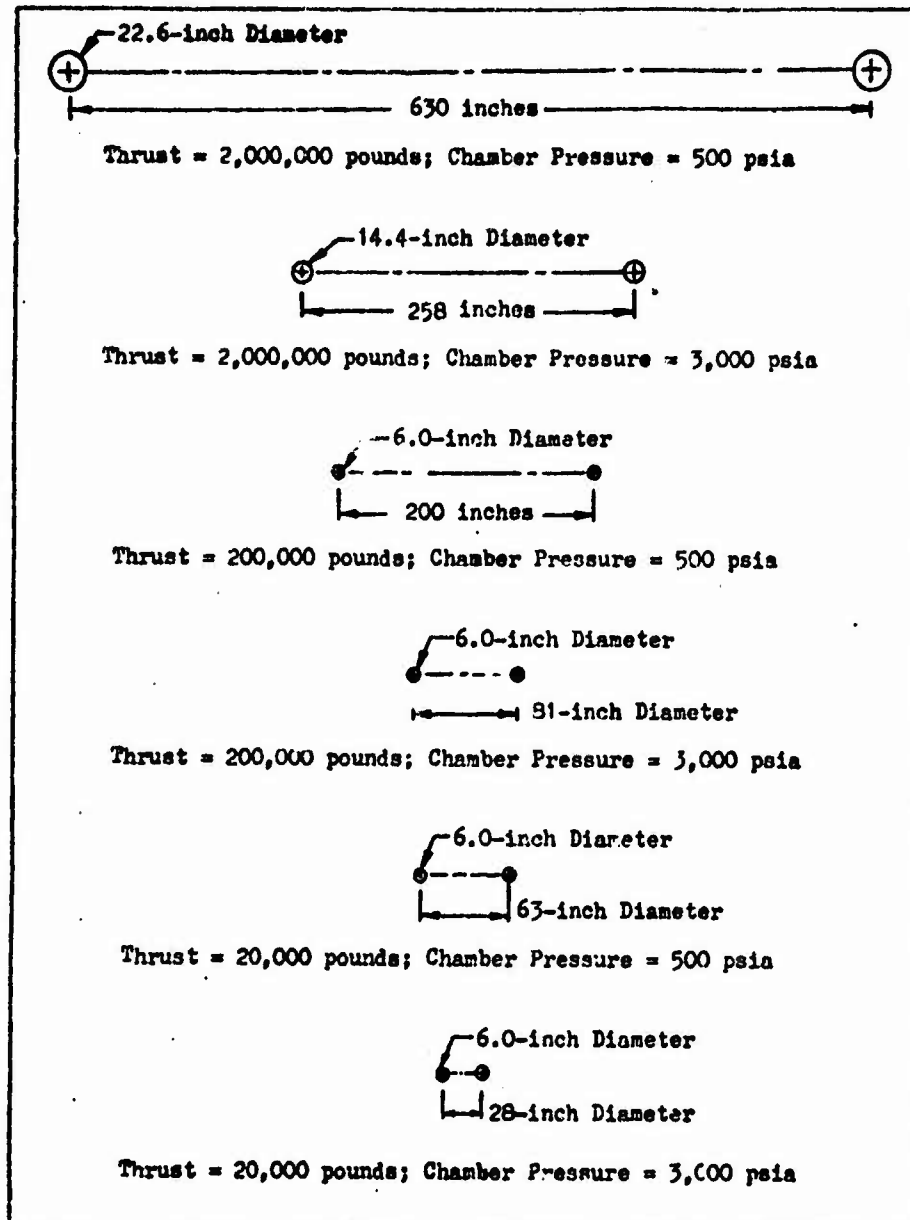 22.6-inch Diameter
630 inches
Thrust = 2,000,000 pounds; Chamber Pressure = 500 psia
14.4-inch Diameter
258 inches
Thrust = 2,000,000 pounds; Chamber Pressure = 3,000 psia
6.0-inch Diameter
200 inches
Thrust = 200,000 pounds; Chamber Pressure = 500 psia
6.0-inch Diameter
81-inch Diameter
Thrust = 200,000 pounds; Chamber Pressure = 3,000 psia
6.0-inch Diameter
63-inch Diameter
Thrust = 20,000 pounds; Chamber Pressure = 500 psia
6.0-inch Diameter
28-inch Diameter
Thrust = 20,000 pounds; Chamber Pressure = 3,000 psia